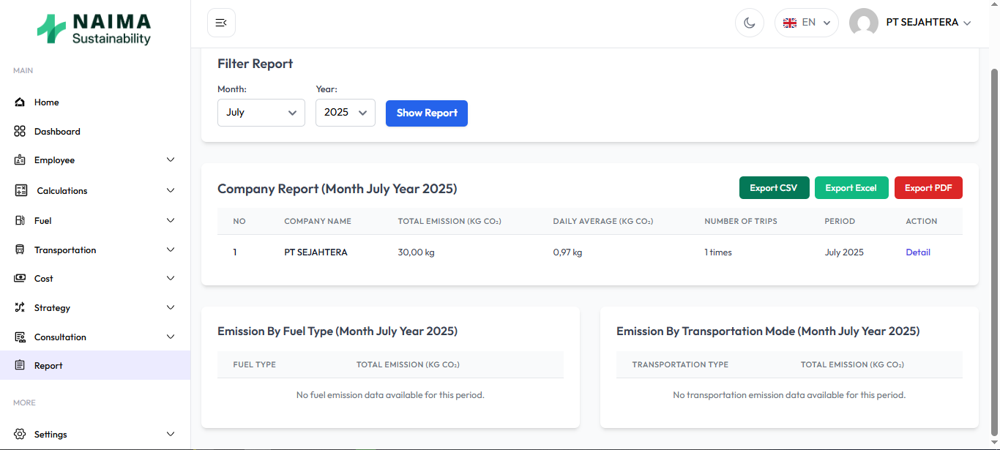 NAIMA
Sustainability
MAIN
Home
Dashboard
Employee
Calculations
Fuel
Transportation
Cost
Strategy
Consultation
Report
MORE
Settings
EN
PT SEJAHTERA
Filter Report
Month:
Year:
July
2025
Show Report
Company Report (Month July Year 2025)
Export CSV
Export Excel
Export PDF
NO COMPANY NAME TOTAL EMISSION (KG CO₂) DAILY AVERAGE (KG CO₂) NUMBER OF TRIPS PERIOD ACTION
1 PT SEJAHTERA 30,00 kg 0,97 kg 1 times July 2025 Detail
Emission By Fuel Type (Month July Year 2025)
FUEL TYPE TOTAL EMISSION (KG CO₂)
No fuel emission data available for this period.
Emission By Transportation Mode (Month July Year 2025)
TRANSPORTATION TYPE TOTAL EMISSION (KG CO₂)
No transportation emission data available for this period.